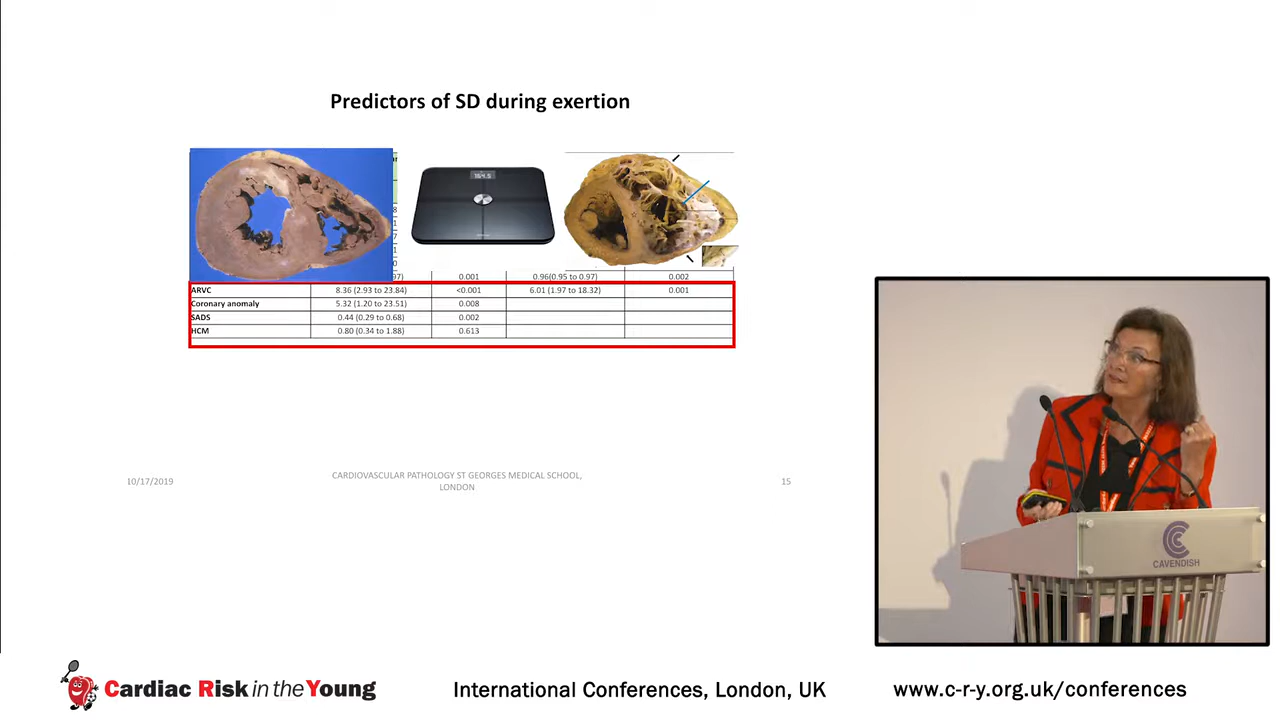 Predictors of SD during exertion
164.5
97) 0.001 0.96(0.95 to 0.97) 0.002
ARVC 8.36 (2.93 to 23.84) <0.001 6.01 (1.97 to 18.32) 0.001
Coronary anomaly 5.32 (1.20 to 23.51) 0.008
SADS 0.44 (0.29 to 0.68) 0.002
HCM 0.80 (0.34 to 1.88) 0.613
10/17/2019
CARDIOVASCULAR PATHOLOGY ST GEORGES MEDICAL SCHOOL,
LONDON
15
CAVENDISH
Cardiac Risk in the Young
International Conferences, London, UK
www.c-r-y.org.uk/conferences